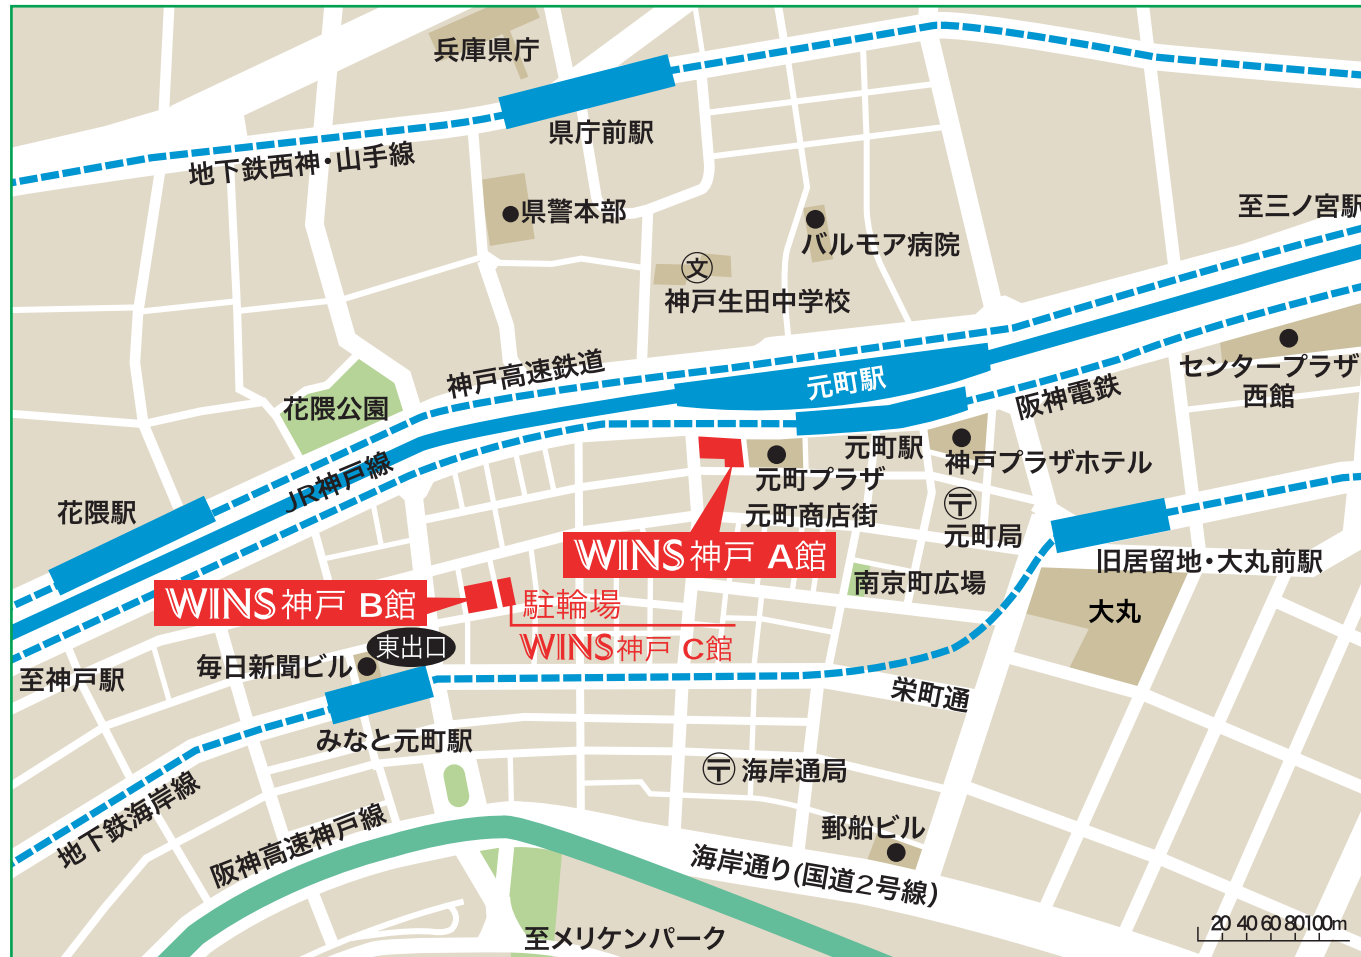 兵庫県庁
県庁前駅
地下鉄西神・山手線
県警本部
至三ノ宮駅
バルモア病院
文
神戸生田中学校
神戸高速鉄道
元町駅
阪神電鉄
センタープラザ
西館
花隈公園
元町駅
神戸プラザホテル
JR神戸線
元町プラザ
花隈駅
元町商店街
〒
元町局
WINS神戸 A館
旧居留地・大丸前駅
南京町広場
WINS神戸 B館
駐輪場
大丸
WINS神戸 C館
東出口
毎日新聞ビル
至神戸駅
栄町通
みなと元町駅
〒 海岸通局
地下鉄海岸線
阪神高速神戸線
郵船ビル
海岸通り(国道2号線)
至メリケンパーク
20 40 60 80 100m